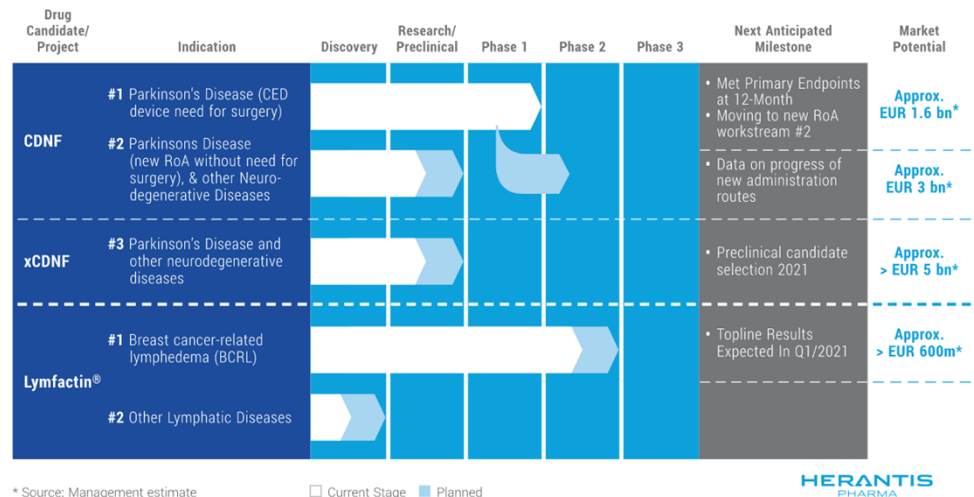 Drug
Candidate/
Project
Indication
Discovery
Research/
Preclinical
Phase 1
Phase 2
Phase 3
Next Anticipated
Milestone
Market
Potential
CDNF
#1 Parkinson's Disease (CED
device need for surgery)
• Met Primary Endpoints
at 12-Month
• Moving to new RoA
workstream #2
Approx.
EUR 1.6 bn*
#2 Parkinsons Disease
(new RoA without need for
surgery), & other Neuro-
degenerative Diseases
• Data on progress of
new administration
routes
Approx.
EUR 3 bn*
xCDNF
#3 Parkinson's Disease and
other neurodegenerative
diseases
• Preclinical candidate
selection 2021
Approx.
> EUR 5 bn*
Lymfactin®
#1 Breast cancer-related
lymphedema (BCRL)
• Topline Results
Expected In Q1/2021
Approx.
> EUR 600m*
#2 Other Lymphatic Diseases
* Source: Management estimate
Current Stage
Planned
HERANTIS
PHARMA